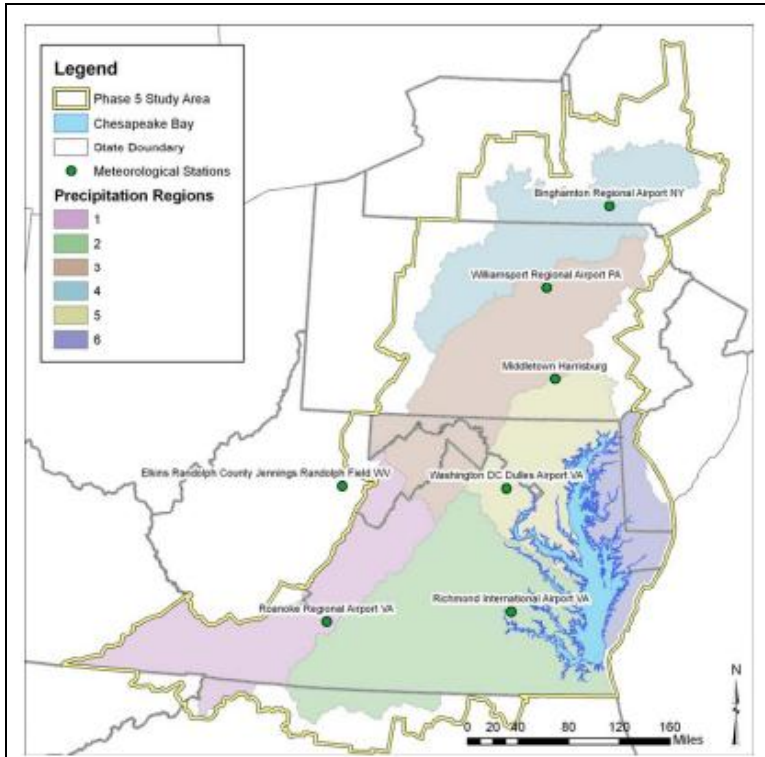 Legend
Phase 5 Study Area
Chesapeake Bay
State Boundary
Meteorological Stations
Precipitation Regions
1
2
3
4
5
6
Binghamton Regional Airport NY
Williamsport Regional Airport PA
Middletown Harrisburg
Elkins Randolph County Jennings Randolph Field WV
Washington DC Dulles Airport VA
Roanoke Regional Airport VA
Richmond International Airport VA
N
0 20 40 80 120 160
Miles